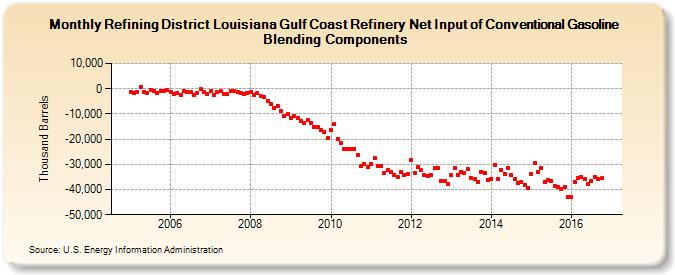 Monthly Refining District Louisiana Gulf Coast Refinery Net Input of Conventional Gasoline
Blending Components
Thousand Barrels
10,000
0
-10,000
-20,000
-30,000
-40,000
-50,000
2006 2008 2010 2012 2014 2016
Source: U.S. Energy Information Administration